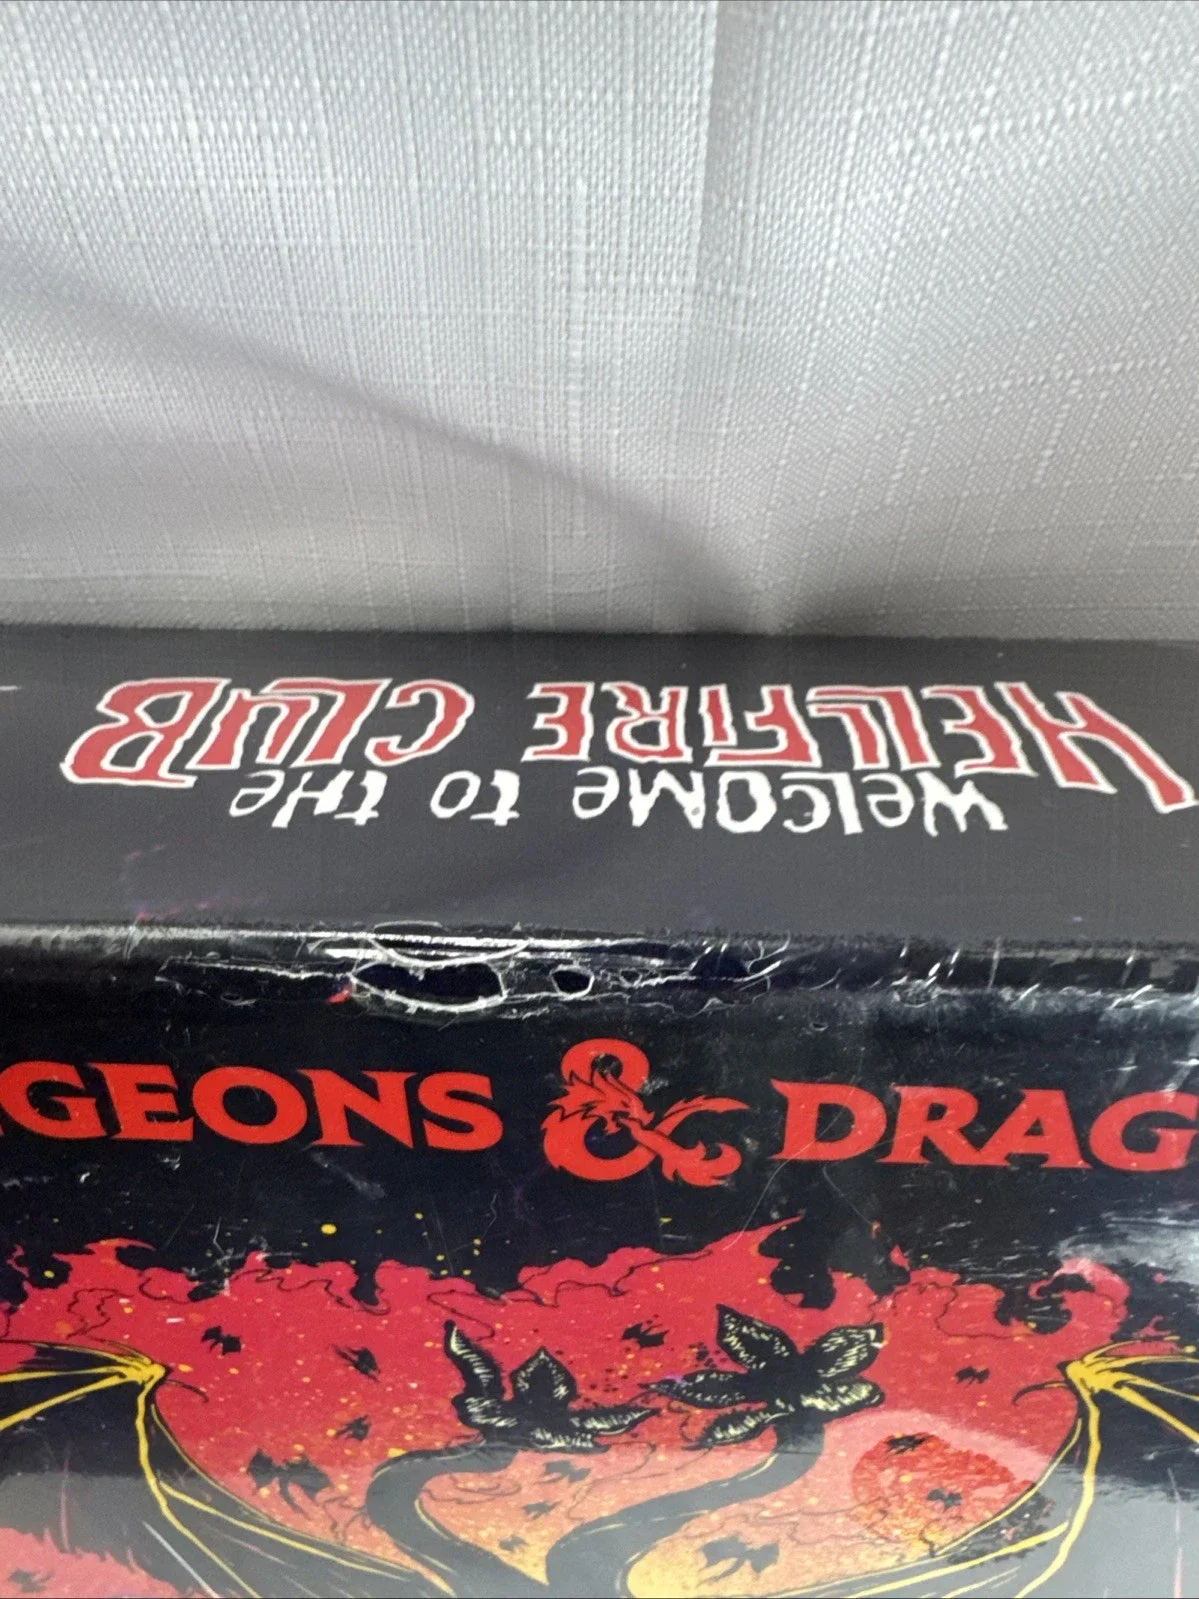 Welcome to the
HELLFIRE CLUB
GEONS & DRAG